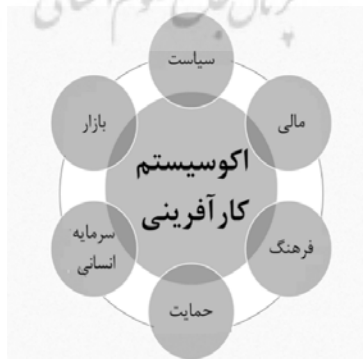 سیاست
مالی
فرهنگ
حمایت
سرمایه
انسانی
بازار
اکوسیستم
کارآفرینی